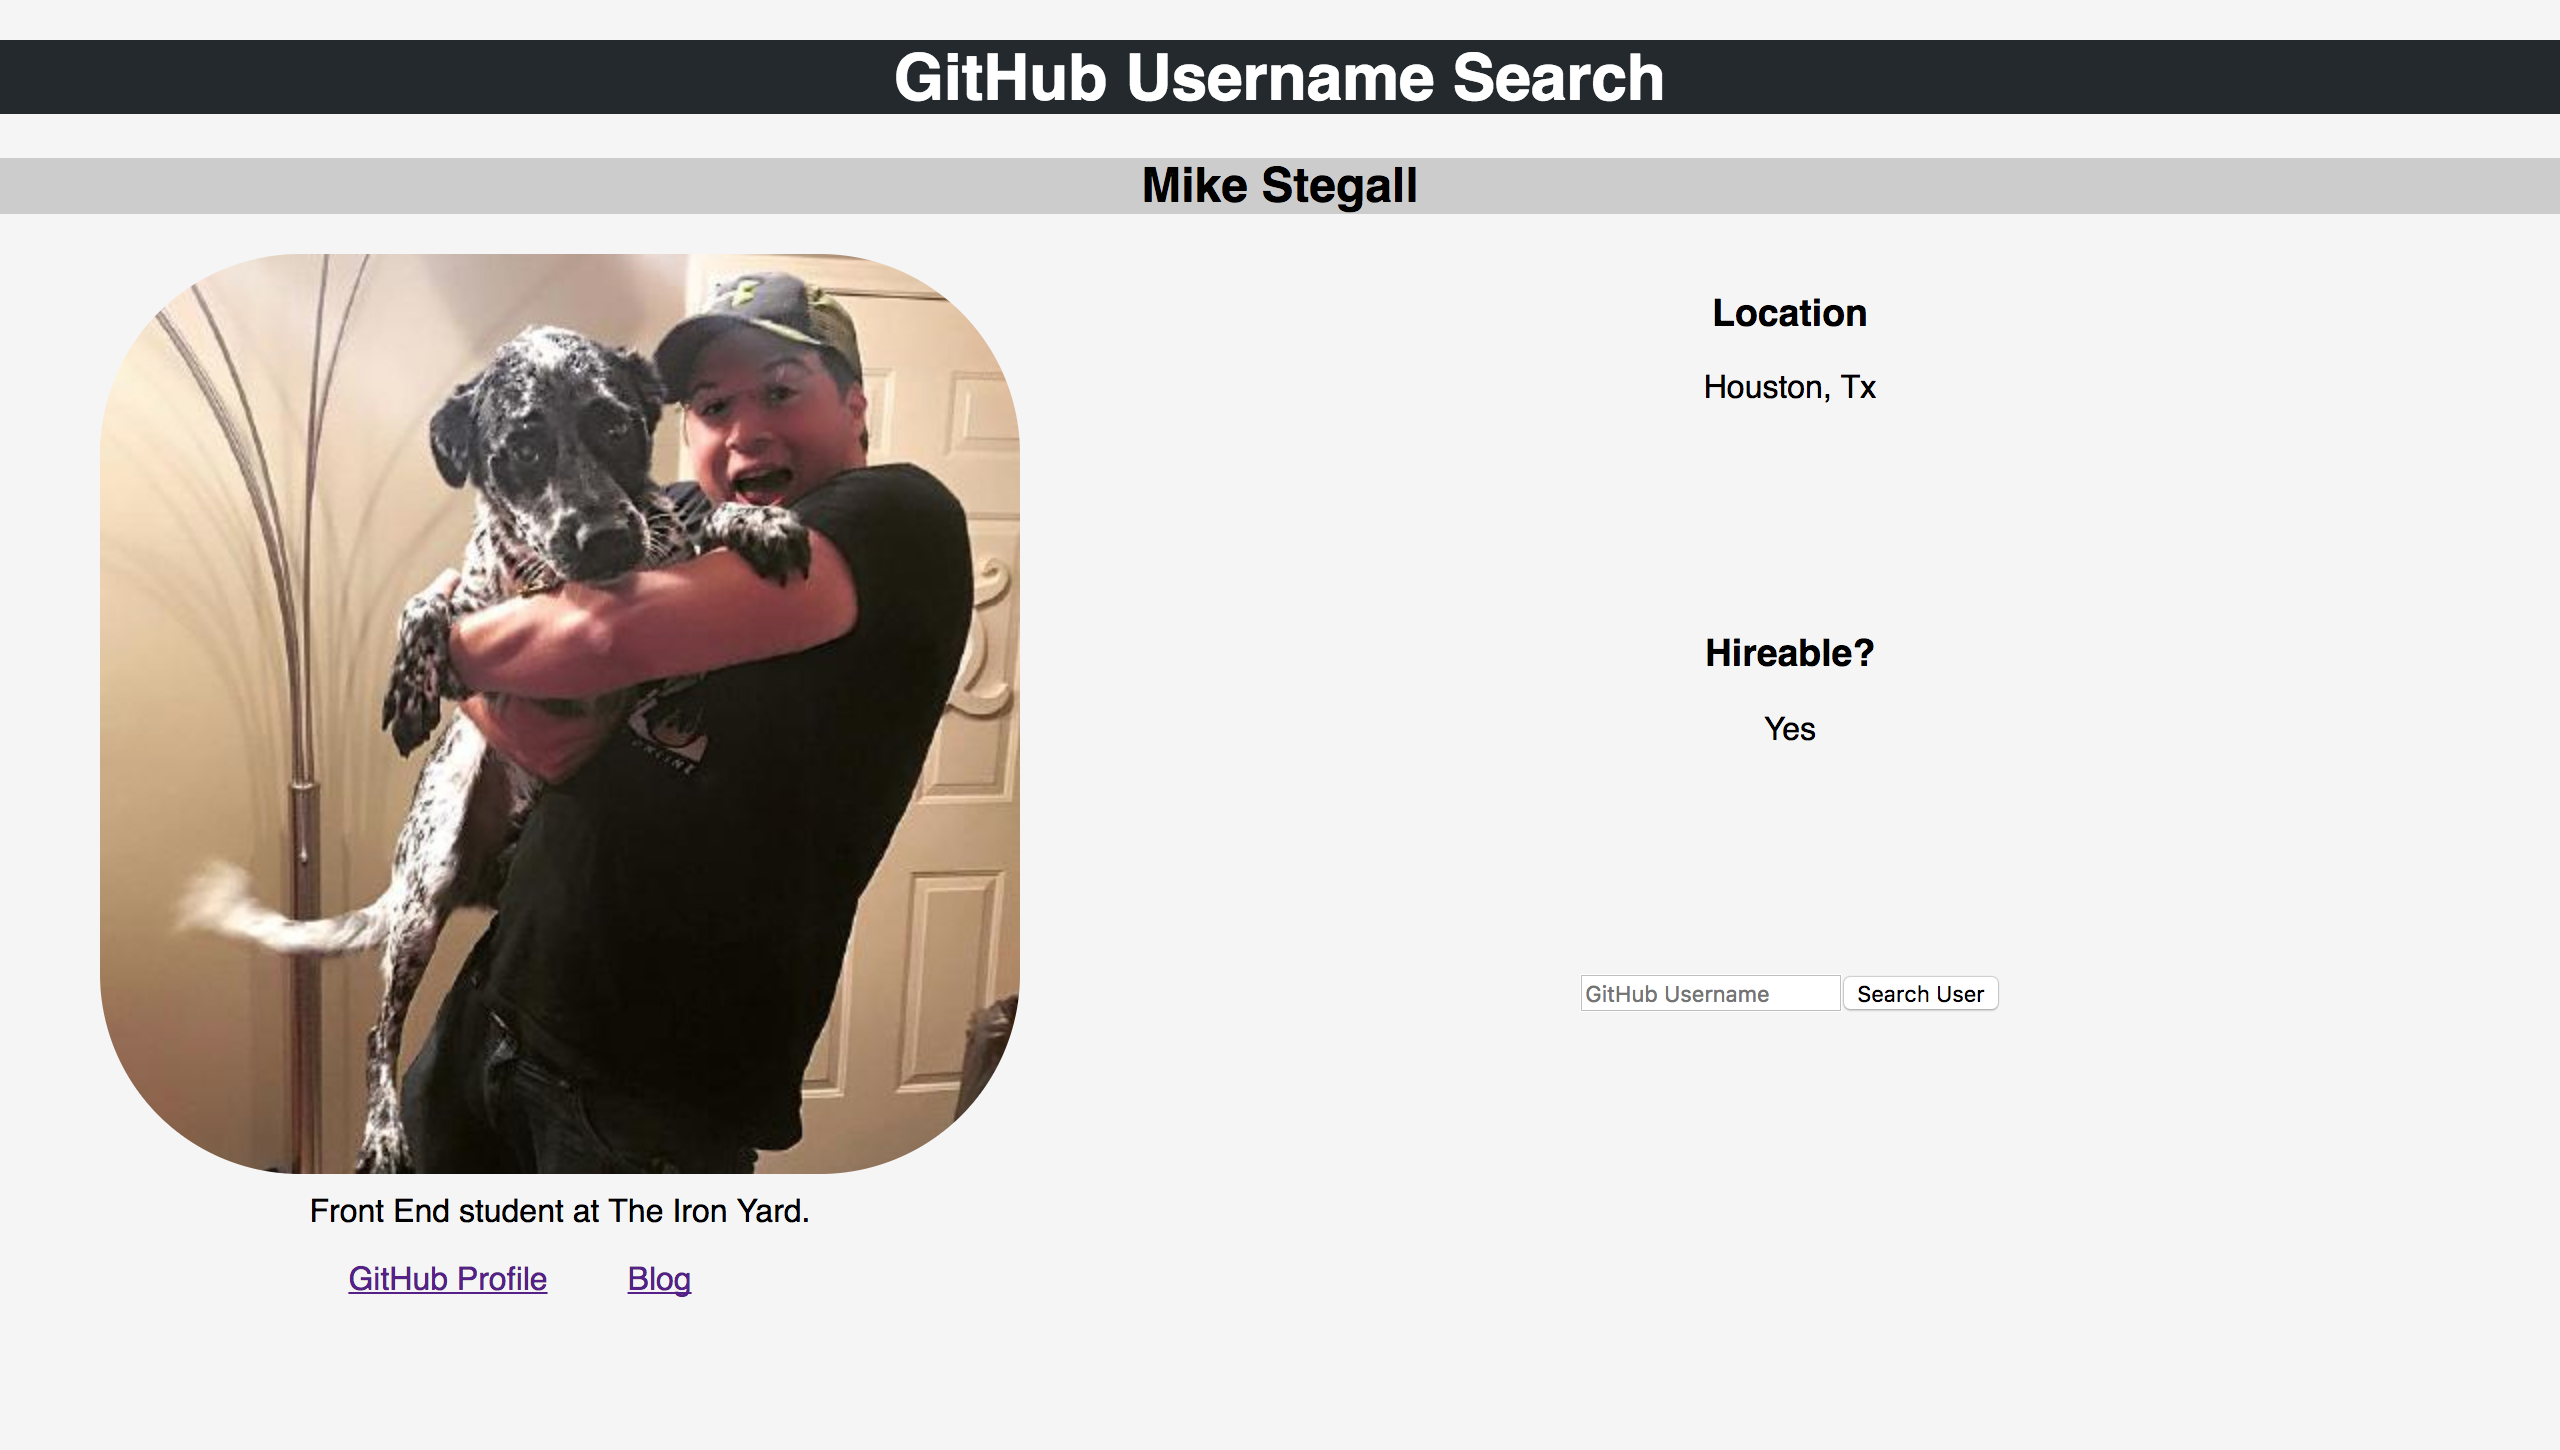 GitHub Username Search
Mike Stegall
Location
Houston, Tx
Hireable?
Yes
GitHub Username
Search User
Front End student at The Iron Yard.
GitHub Profile
Blog